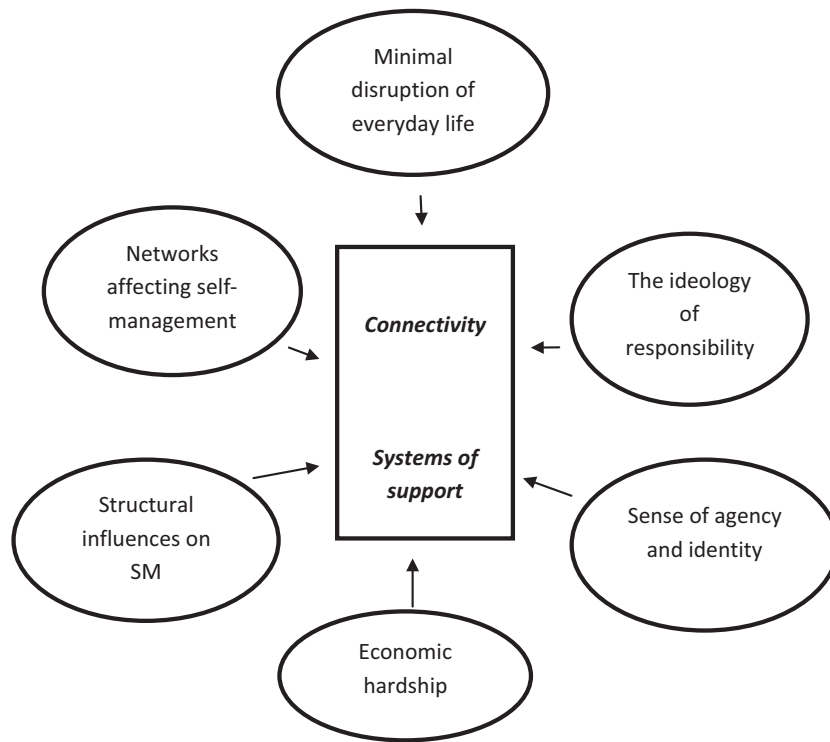 Minimal
disruption of
everyday life
Networks
affecting self-
management
The ideology
of
responsibility
Connectivity
Systems of
support
Structural
influences on
SM
Sense of agency
and identity
Economic
hardship